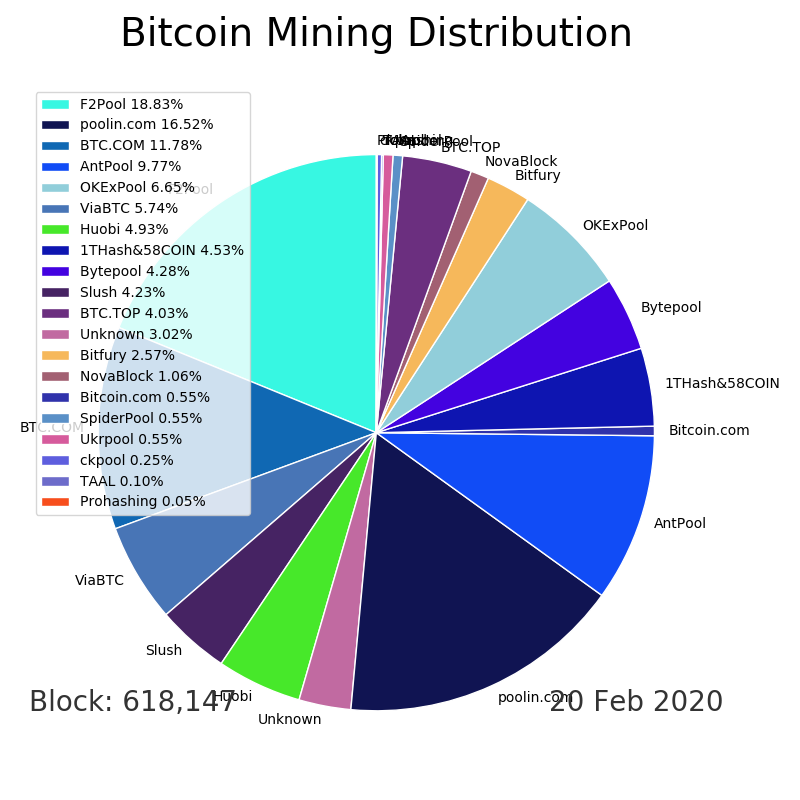 Bitcoin Mining Distribution
F2Pool 18.83%
poolin.com 16.52%
BTC.COM 11.78%
AntPool 9.77%
OKExPool 6.65%
ViaBTC 5.74%
Huobi 4.93%
1THash&58COIN 4.53%
Bytepool 4.28%
Slush 4.23%
BTC.TOP 4.03%
Unknown 3.02%
Bitfury 2.57%
NovaBlock 1.06%
Bitcoin.com 0.55%
SpiderPool 0.55%
Ukrpool 0.55%
ckpool 0.25%
TAAL 0.10%
Prohashing 0.05%
BTC.TOP
NovaBlock
Bitfury
OKExPool
Bytepool
1THash&58COIN
Bitcoin.com
AntPool
poolin.com
Unknown
Huobi
Slush
ViaBTC
BTC.COM
Block: 618,147
20 Feb 2020